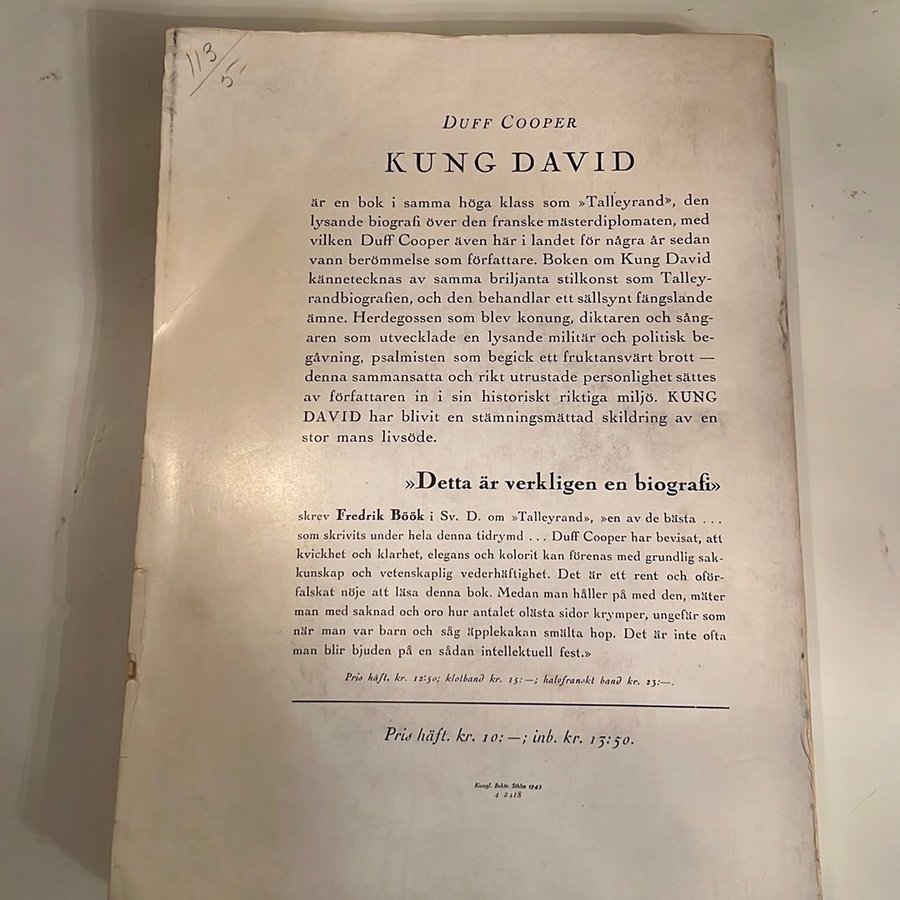 113/5
DUFF COOPER
KUNG DAVID
är en bok i samma höga klass som »Talleyrand», den
lysande biografi över den franske mästerdiplomaten, med
vilken Duff Cooper även här i landet för några år sedan
vann berömmelse som författare. Boken om Kung David
kännetecknas av samma briljanta stilkonst som Talley-
randbiografien, och den behandlar ett sällsynt fängslande
ämne. Herdegossen som blev konung, diktaren och sång-
aren som utvecklade en lysande militär och politisk be-
gåvning, psalmisten som begick ett fruktansvärt brott —
denna sammansatta och rikt utrustade personlighet sättes
av författaren in i sin historiskt riktiga miljö. KUNG
DAVID har blivit en stämningsmättad skildring av en
stor mans livsöde.
»Detta är verkligen en biografi»
skrev Fredrik Böök i Sv. D. om »Talleyrand», »en av de bästa . . .
som skrivits under hela denna tidrymd . . . Duff Cooper har bevisat, att
kvickhet och klarhet, elegans och kolorit kan förenas med grundlig sak-
kunskap och vetenskaplig vederhäftighet. Det är ett rent och oför-
falskat nöje att läsa denna bok. Medan man håller på med den, mäter
man med saknad och oro hur antalet olästa sidor krymper, ungefär som
när man var barn och såg äpplekakan smälta hop. Det är inte ofta
man blir bjuden på en sådan intellektuell fest.»
Pris häft. kr. 12:50; klotband kr. 15:—; halvfranskt band kr. 23:—.
Pris häft. kr. 10:—; inb. kr. 13:50.
Kungl. Boktr. Sthlm 1943
4 2418